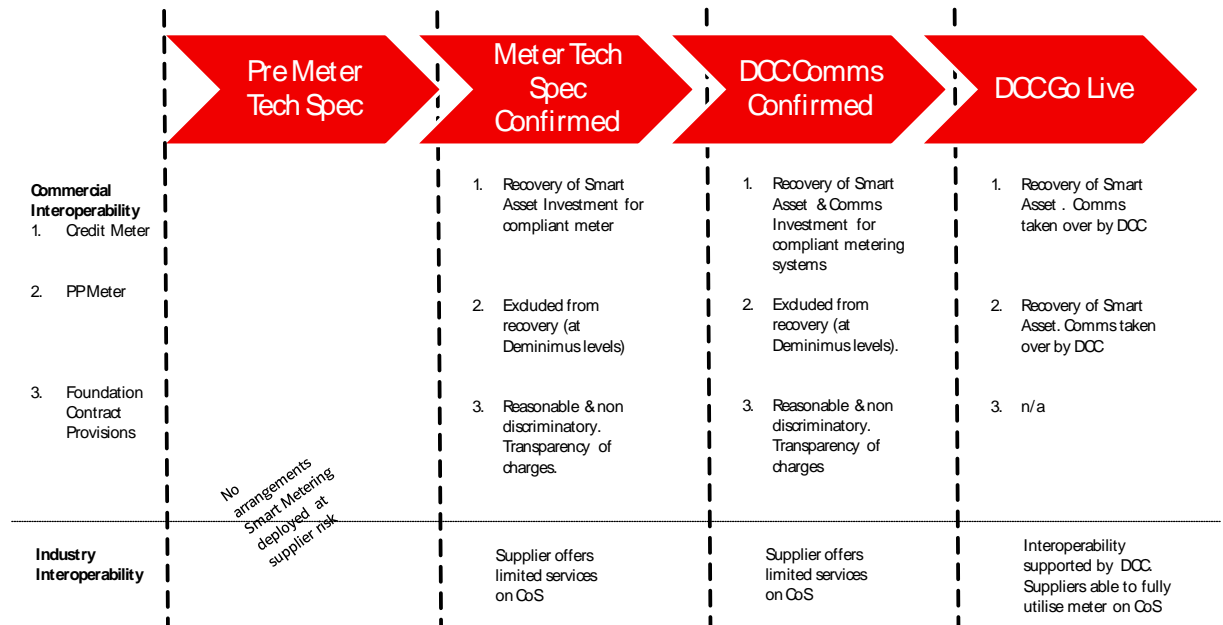 Pre Meter
Tech Spec
Meter Tech
Spec
Confirmed
DCC Comms
Confirmed
DCC Go Live
Commercial
Interoperability
1. Credit Meter
2. PP Meter
3. Foundation
Contract
Provisions
No
arrangements
Smart Metering
deployed at
supplier risk
1. Recovery of Smart
Asset Investment for
compliant meter
2. Excluded from
recovery (at
Deminimus levels)
3. Reasonable & non
discriminatory.
Transparency of
charges.
1. Recovery of Smart
Asset & Comms
Investment for
compliant metering
systems
2. Excluded from
recovery (at
Deminimus levels).
3. Reasonable & non
discriminatory.
Transparency of
charges
1. Recovery of Smart
Asset . Comms
taken over by DCC
2. Recovery of Smart
Asset. Comms taken
over by DCC
3. n/a
Industry
Interoperability
Supplier offers
limited services
on CoS
Supplier offers
limited services
on CoS
Interoperability
supported by DCC.
Suppliers able to fully
utilise meter on CoS